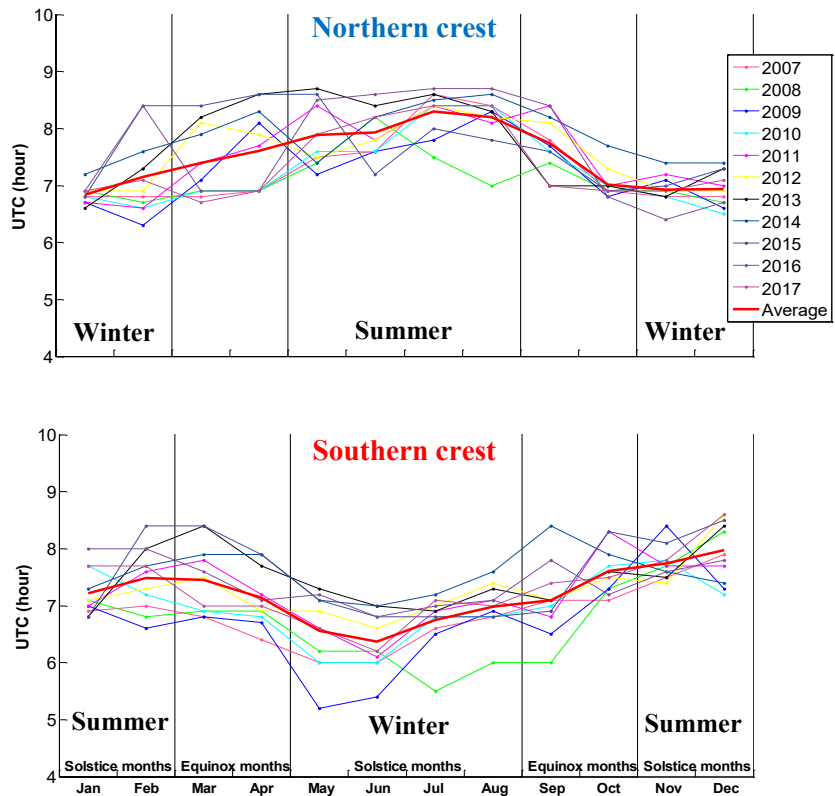 Northern crest
10
9
8
7
6
5
4
UTC (hour)
Winter
Summer
Winter
2007
2008
2009
2010
2011
2012
2013
2014
2015
2016
2017
Average
Southern crest
10
9
8
7
6
5
4
UTC (hour)
Summer
Winter
Summer
Solstice months Equinox months Solstice months Equinox months Solstice months
Jan Feb Mar Apr May Jun Jul Aug Sep Oct Nov Dec